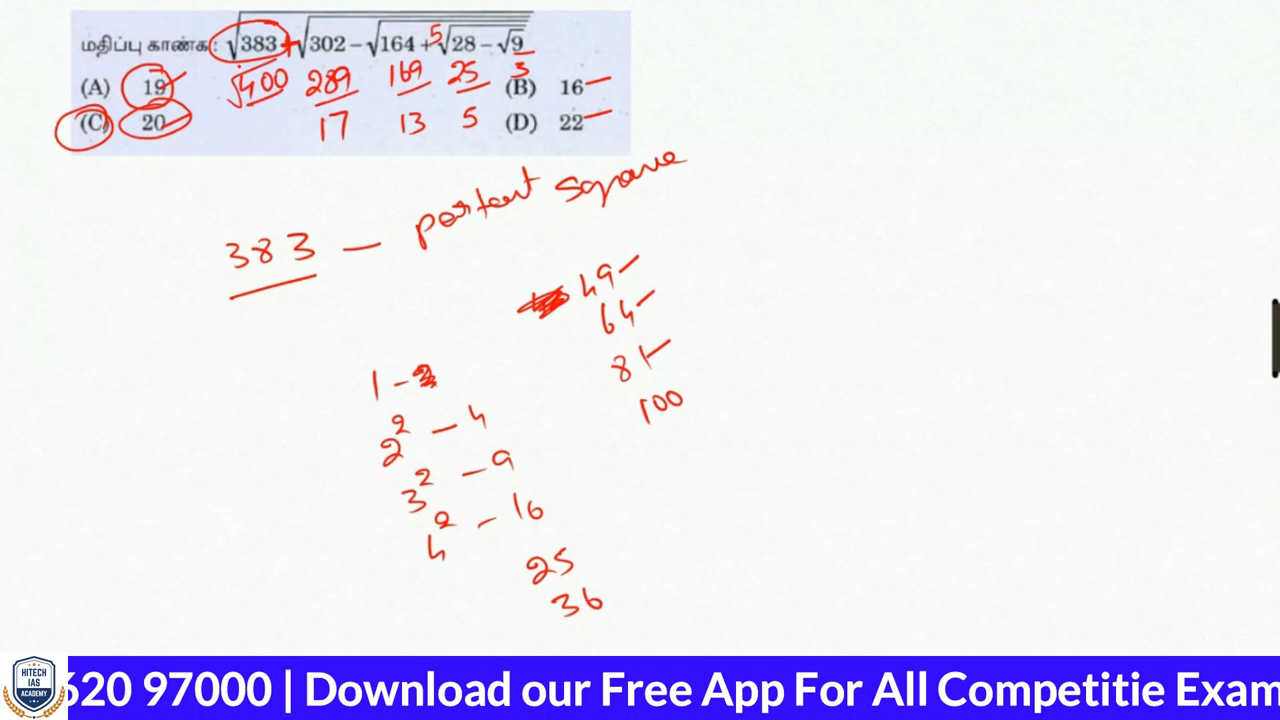 மதிப்பு காண்க : √383 + √302 − √164 + √28 − √9
5
3
(A) 19 (B) 16
(C) 20 (D) 22
√400 289 169 25
17 13 5
383 — perfect square
49
64
81
100
1 -
2² - 4
3² - 9
4² - 16
25
36
HITECH
IAS
ACADEMY
620 97000 | Download our Free App For All Competitie Exam